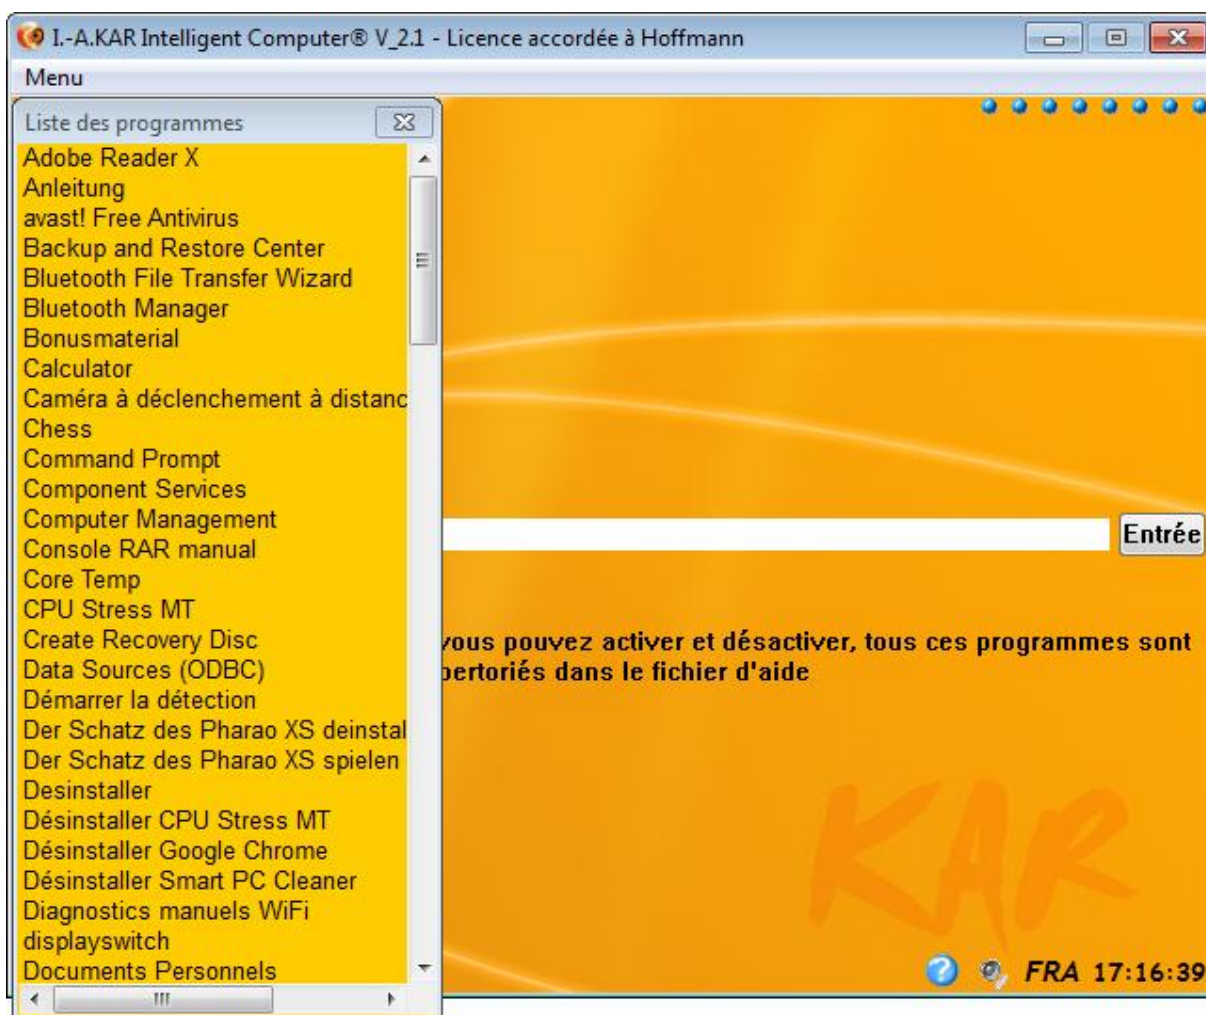 I.-A.KAR Intelligent Computer® V_2.1 - Licence accordée à Hoffmann
Menu
Liste des programmes
Adobe Reader X
Anleitung
avast! Free Antivirus
Backup and Restore Center
Bluetooth File Transfer Wizard
Bluetooth Manager
Bonusmaterial
Calculator
Caméra à déclenchement à distanc
Chess
Command Prompt
Component Services
Computer Management
Console RAR manual
Core Temp
CPU Stress MT
Create Recovery Disc
Data Sources (ODBC)
Démarrer la détection
Der Schatz des Pharao XS deinstal
Der Schatz des Pharao XS spielen
Desinstaller
Désinstaller CPU Stress MT
Désinstaller Google Chrome
Désinstaller Smart PC Cleaner
Diagnostics manuels WiFi
displayswitch
Documents Personnels
Entrée
vous pouvez activer et désactiver, tous ces programmes sont
pertoriés dans le fichier d'aide
KAR
FRA 17:16:39